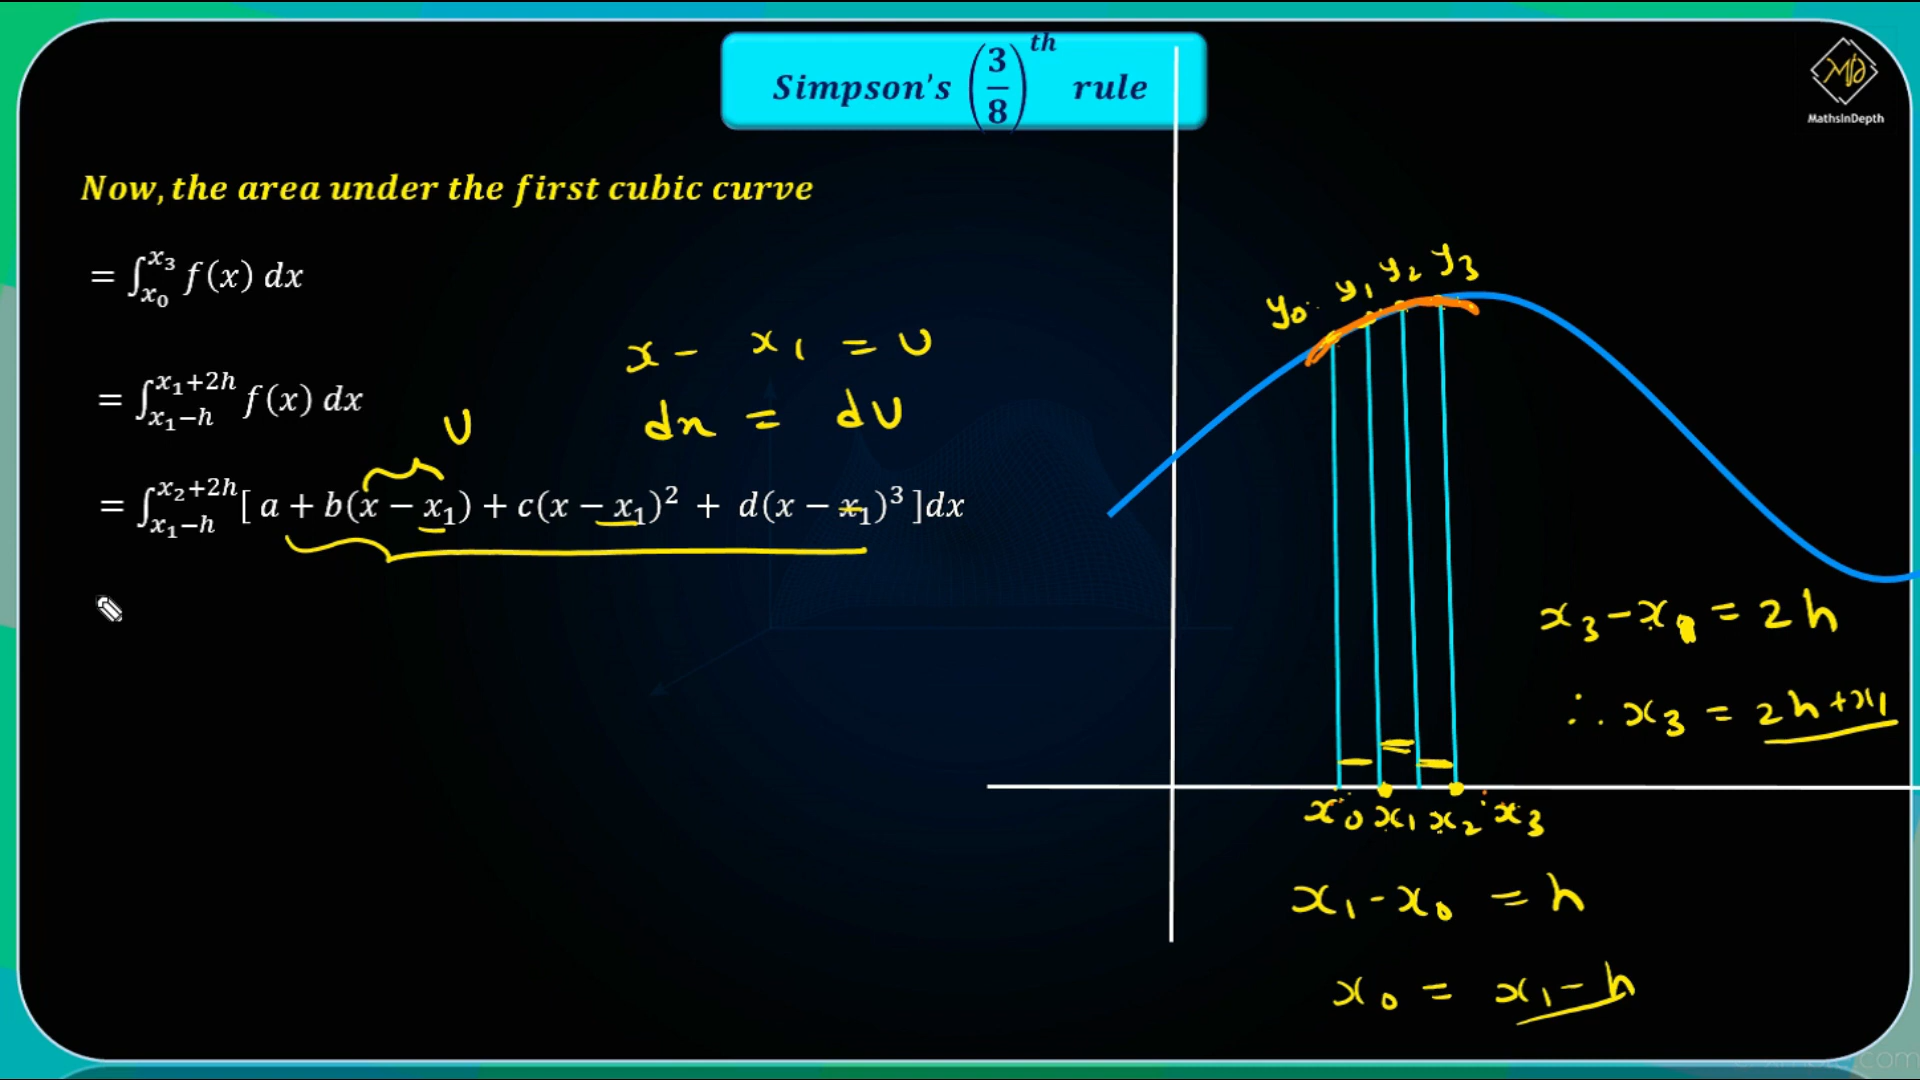 Simpson's (3/8)^th rule
MathsInDepth
Now, the area under the first cubic curve
= ∫_{x₀}^{x₃} f(x) dx
x - x₁ = U
= ∫_{x₁−h}^{x₁+2h} f(x) dx
dx = dU
U
= ∫_{x₁−h}^{x₂+2h} [ a + b(x − x₁) + c(x − x₁)² + d(x − x₁)³ ]dx
y₀ y₁ y₂ y₃
x₃ - x₁ = 2h
∴ x₃ = 2h + x₁
x₀ x₁ x₂ x₃
x₁ - x₀ = h
x₀ = x₁ - h